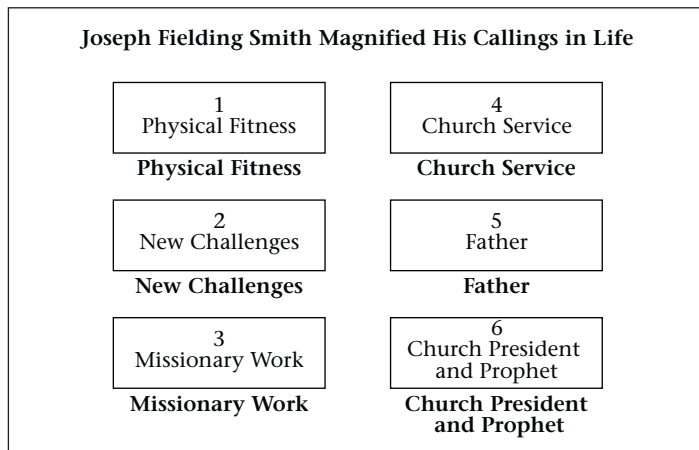 Joseph Fielding Smith Magnified His Callings in Life
1
Physical Fitness
Physical Fitness
2
New Challenges
New Challenges
3
Missionary Work
Missionary Work
4
Church Service
Church Service
5
Father
Father
6
Church President
and Prophet
Church President
and Prophet